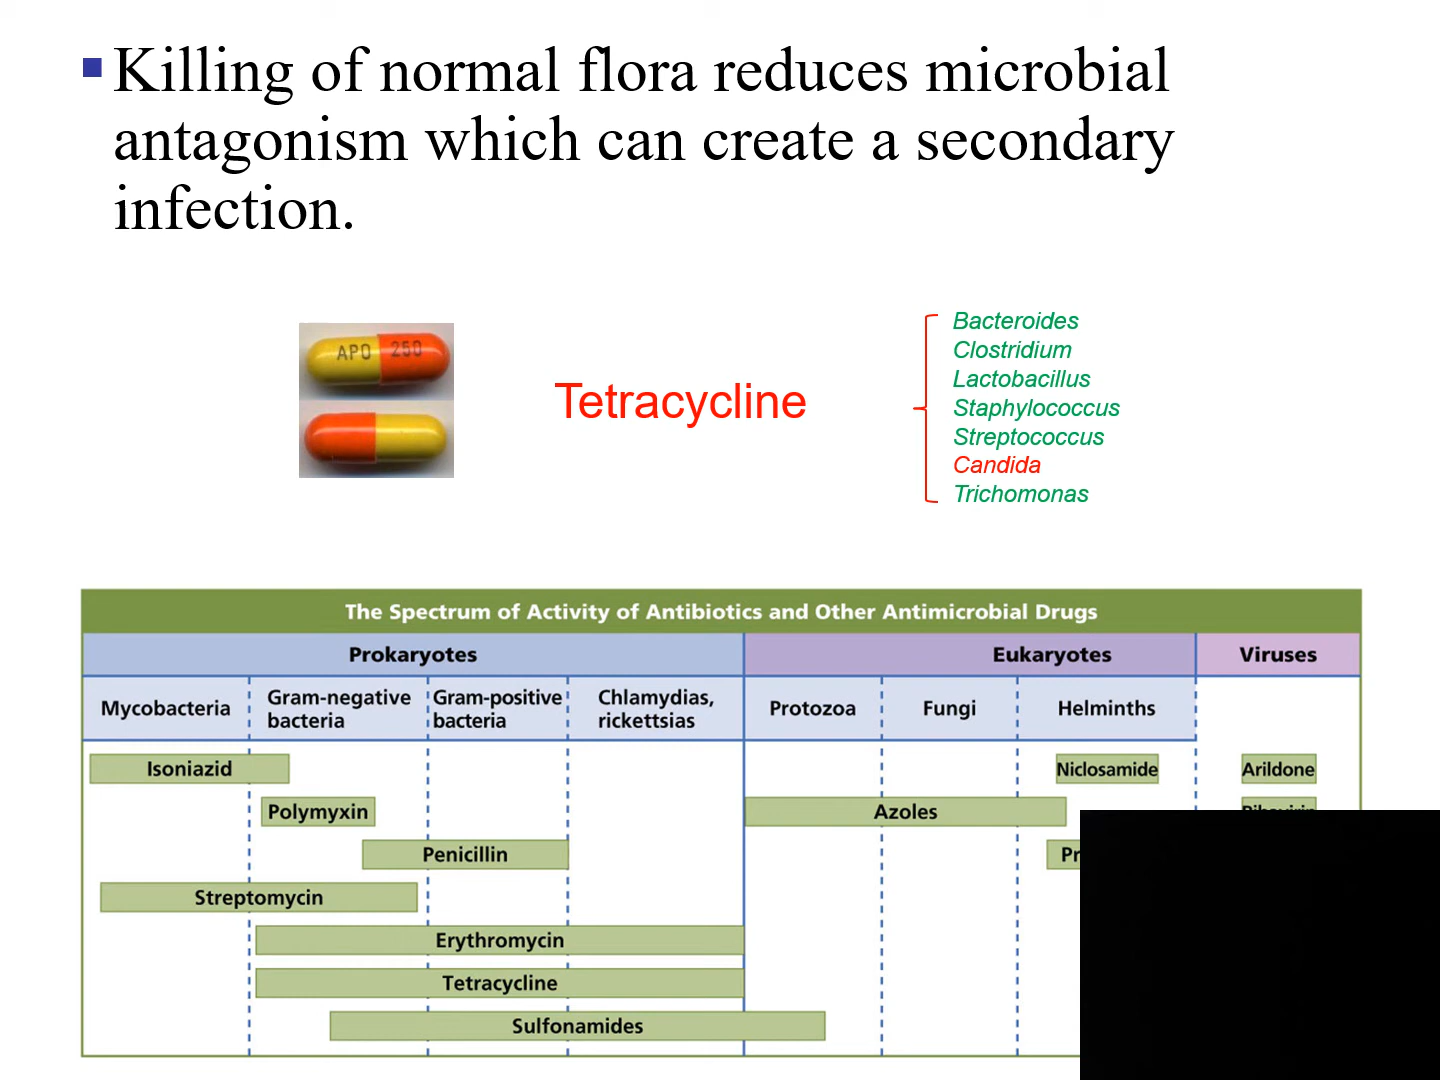 Killing of normal flora reduces microbial
antagonism which can create a secondary
infection.
APO 250
Tetracycline
Bacteroides
Clostridium
Lactobacillus
Staphylococcus
Streptococcus
Candida
Trichomonas
The Spectrum of Activity of Antibiotics and Other Antimicrobial Drugs
Prokaryotes Eukaryotes Viruses
Mycobacteria Gram-negative bacteria Gram-positive bacteria Chlamydias, rickettsias Protozoa Fungi Helminths
Isoniazid Niclosamide Arildone
Polymyxin Azoles
Penicillin
Streptomycin
Erythromycin
Tetracycline
Sulfonamides